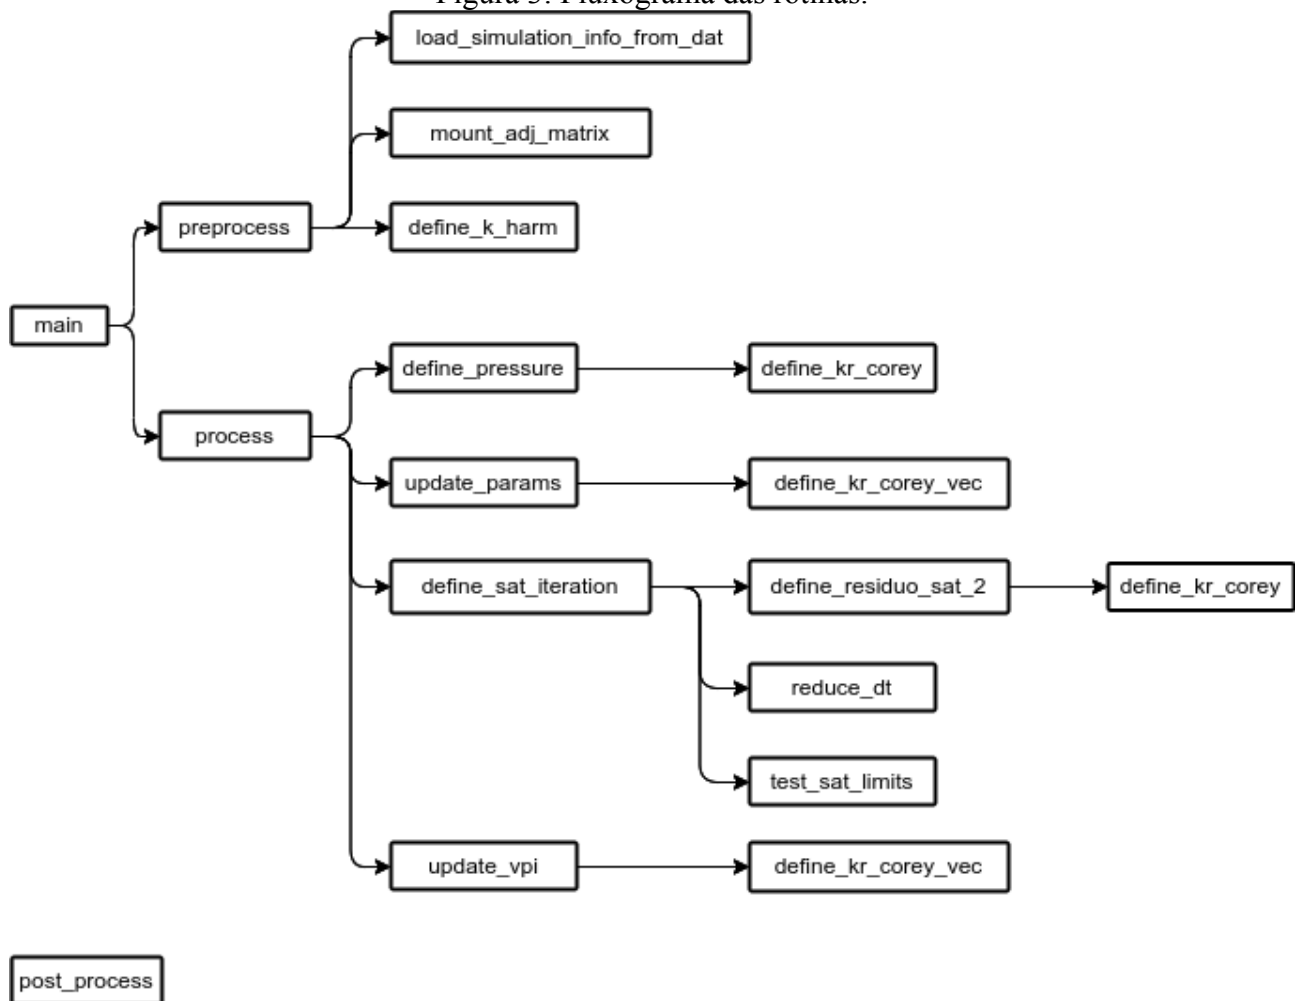 Figura 3: Fluxograma das rotinas.
load_simulation_info_from_dat
mount_adj_matrix
preprocess
define_k_harm
main
define_pressure
define_kr_corey
process
update_params
define_kr_corey_vec
define_sat_iteration
define_residuo_sat_2
define_kr_corey
reduce_dt
test_sat_limits
update_vpi
define_kr_corey_vec
post_process